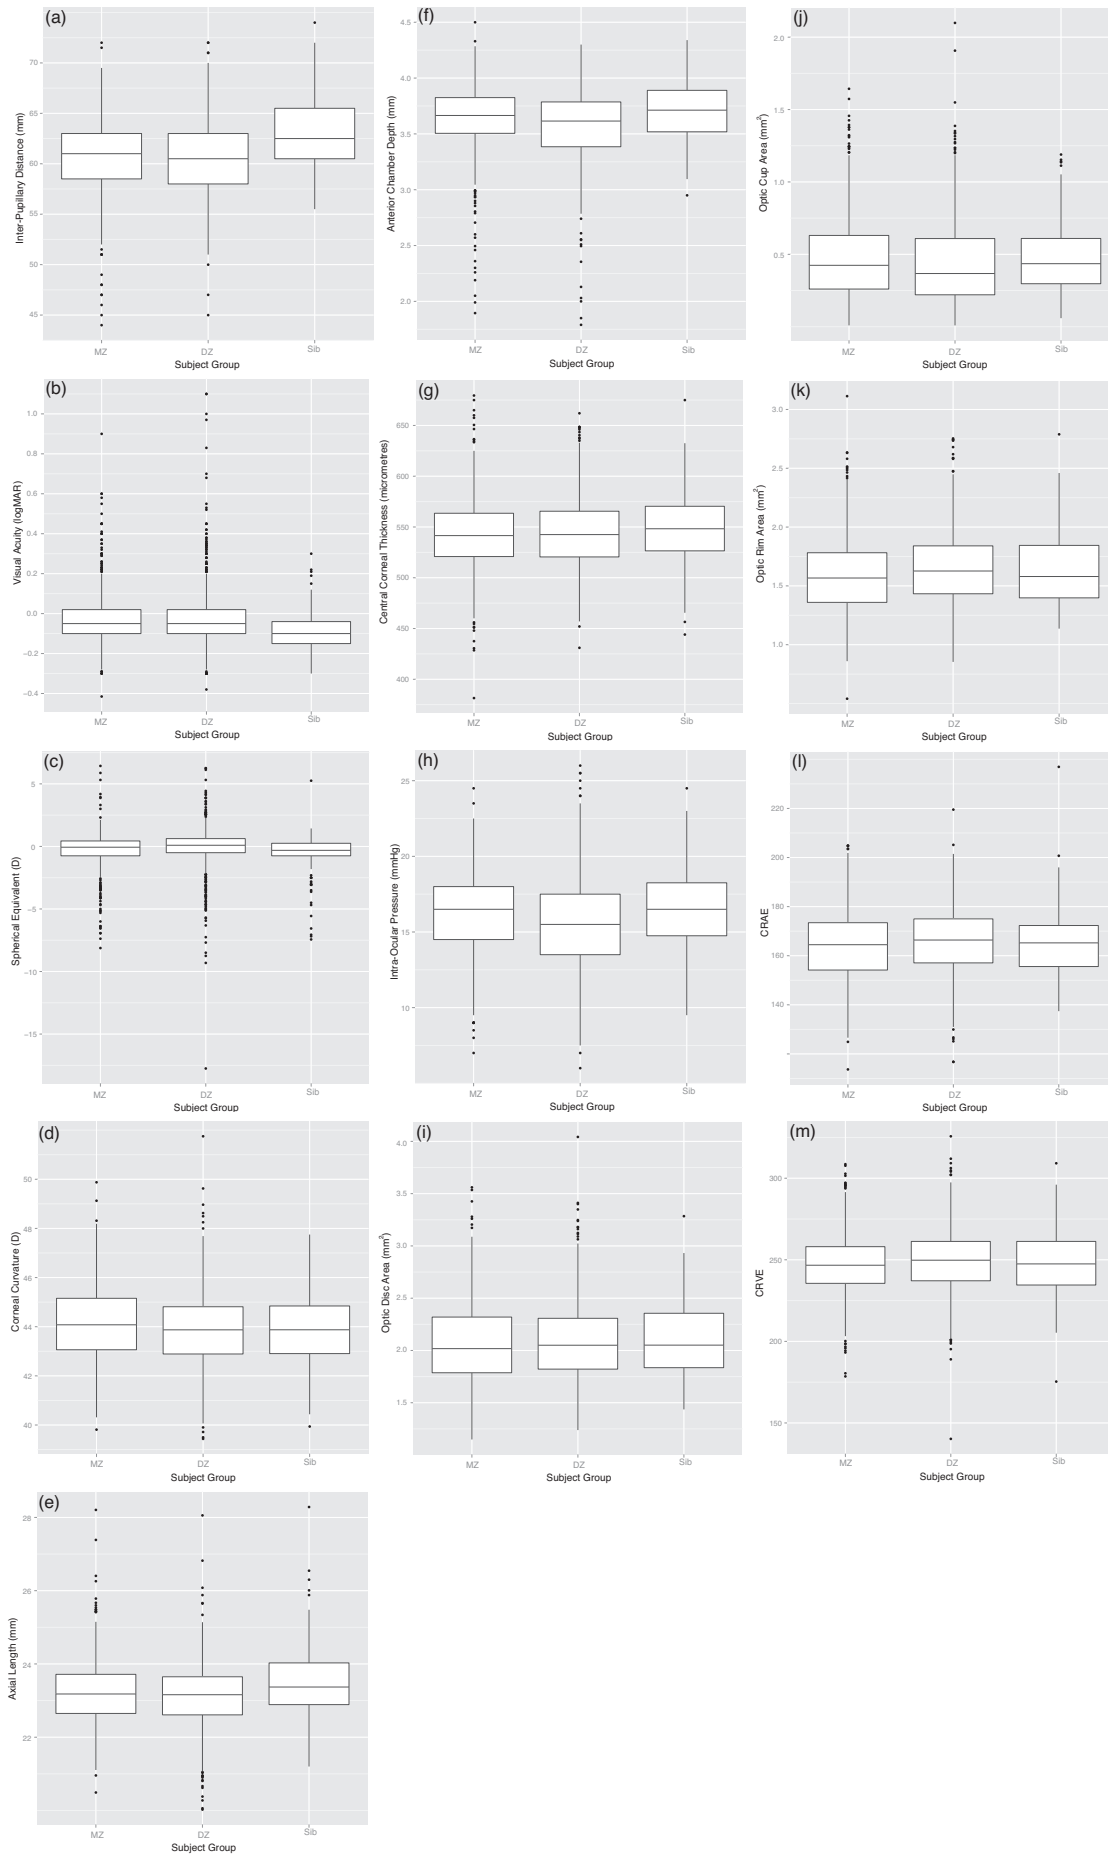 (a)
Inter-Pupillary Distance (mm)
70
65
60
55
50
45
MZ DZ Sib
Subject Group
(b)
Visual Acuity (logMAR)
1.0
0.8
0.6
0.4
0.2
0.0
−0.2
−0.4
MZ DZ Sib
Subject Group
(c)
Spherical Equivalent (D)
5
0
−5
−10
−15
MZ DZ Sib
Subject Group
(d)
Corneal Curvature (D)
50
48
46
44
42
40
MZ DZ Sib
Subject Group
(e)
Axial Length (mm)
28
26
24
22
MZ DZ Sib
Subject Group
(f)
Anterior Chamber Depth (mm)
4.5
4.0
3.5
3.0
2.5
2.0
MZ DZ Sib
Subject Group
(g)
Central Corneal Thickness (micrometres)
650
600
550
500
450
400
MZ DZ Sib
Subject Group
(h)
Intra-Ocular Pressure (mmHg)
25
20
15
10
MZ DZ Sib
Subject Group
(i)
Optic Disc Area (mm²)
4.0
3.5
3.0
2.5
2.0
1.5
MZ DZ Sib
Subject Group
(j)
Optic Cup Area (mm²)
2.0
1.5
1.0
0.5
MZ DZ Sib
Subject Group
(k)
Optic Rim Area (mm²)
3.0
2.5
2.0
1.5
1.0
MZ DZ Sib
Subject Group
(l)
CRAE
220
200
180
170
160
140
MZ DZ Sib
Subject Group
(m)
CRVE
300
250
200
150
MZ DZ Sib
Subject Group